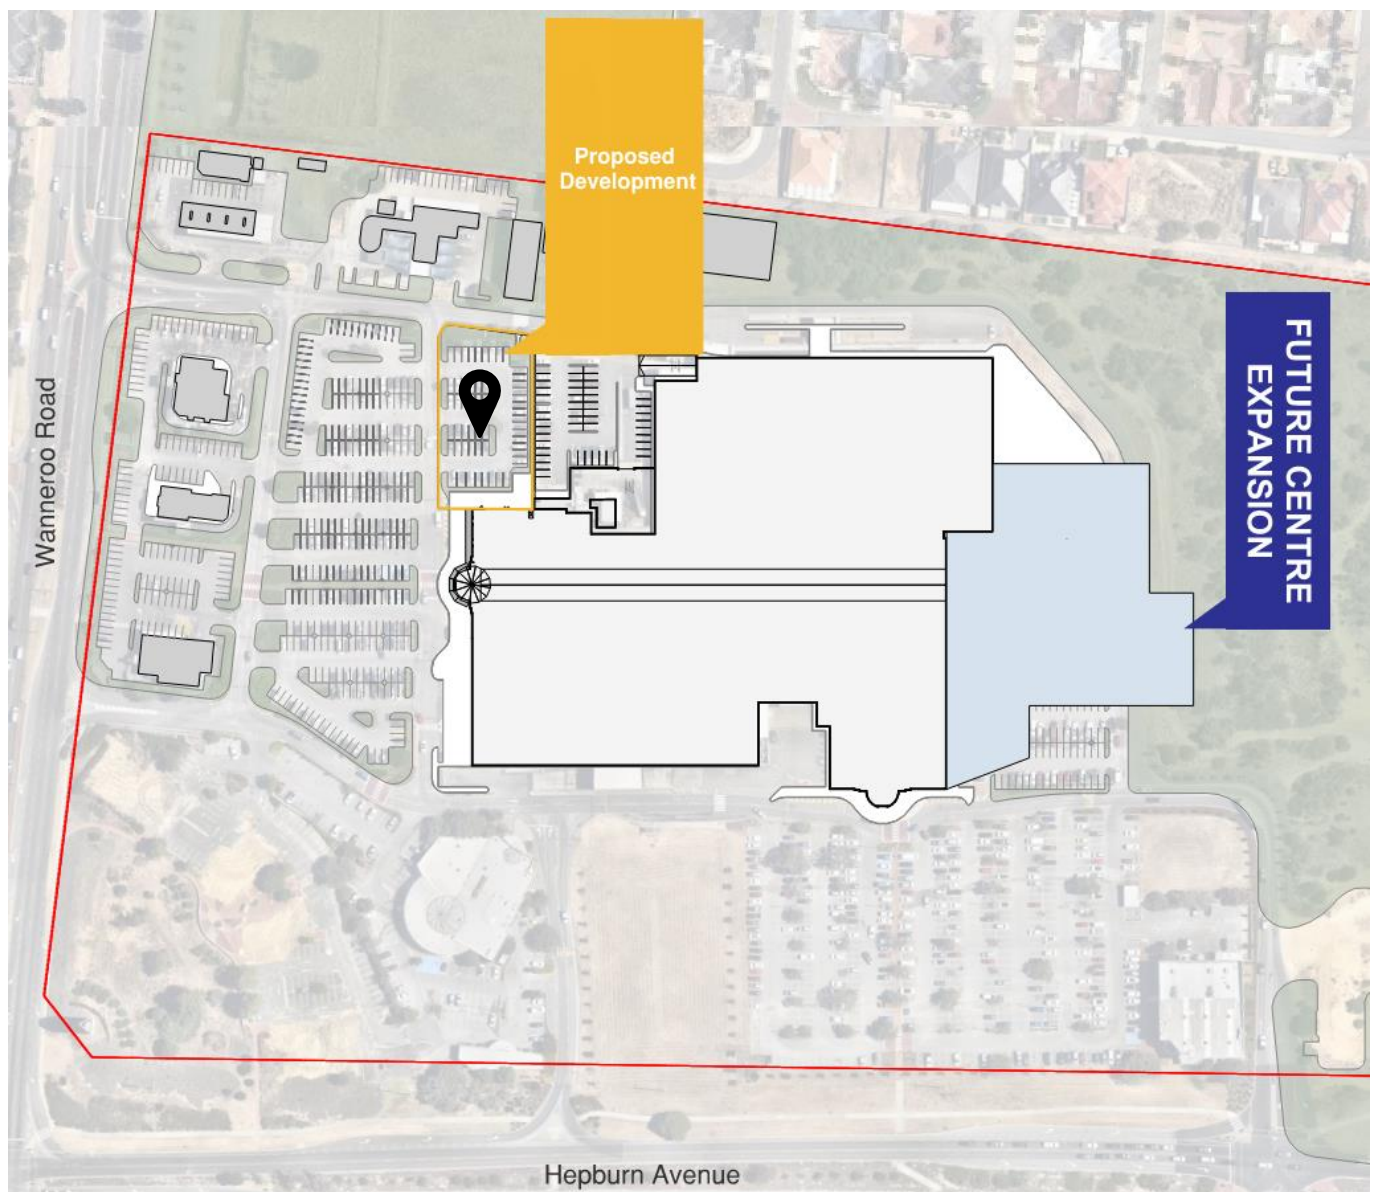 Proposed
Development
FUTURE CENTRE
EXPANSION
Wanneroo Road
Hepburn Avenue